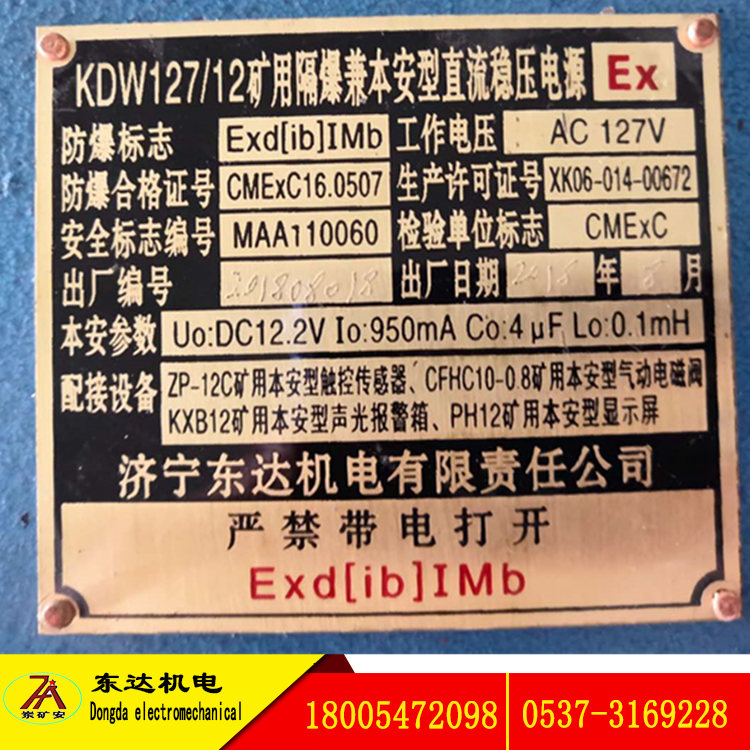 KDW127/12矿用隔爆兼本安型直流稳压电源 Ex
防爆标志 Exd[ib]IMb 工作电压 AC 127V
防爆合格证号 CMExC16.0507 生产许可证号 XK06-014-00672
安全标志编号 MAA110060 检验单位标志 CMExC
出厂编号 201808018 出厂日期 2018 年 8 月
本安参数 Uo:DC12.2V Io:950mA Co:4μF Lo:0.1mH
配接设备 ZP-12C矿用本安型触控传感器、CFHC10-0.8矿用本安型气动电磁阀
KXB12矿用本安型声光报警箱、PH12矿用本安型显示屏
济宁东达机电有限责任公司
严禁带电打开
Exd[ib]IMb
东达机电
Dongda electromechanical
炭矿安
18005472098 0537-3169228